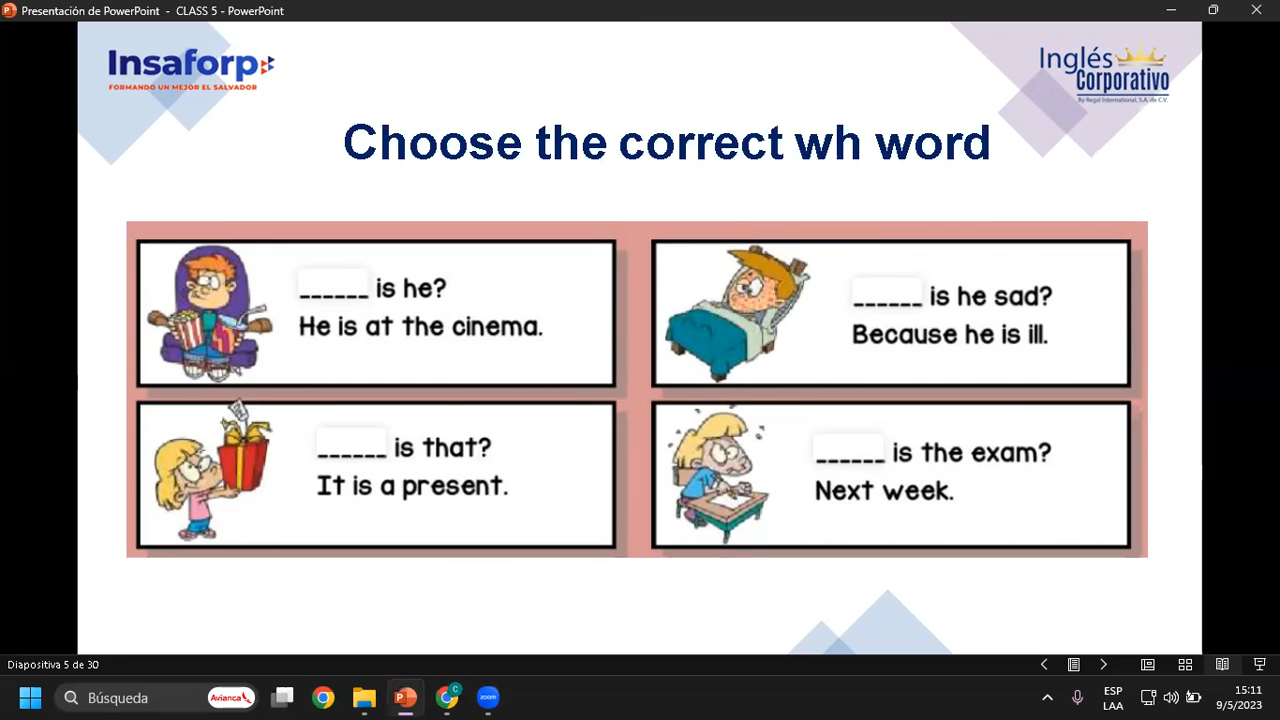 Presentación de PowerPoint - CLASS 5 - PowerPoint
Insaforp
FORMANDO UN MEJOR EL SALVADOR
Inglés
Corporativo
By Regal International, S.A. de C.V.
Choose the correct wh word
______ is he?
He is at the cinema.
______ is he sad?
Because he is ill.
______ is that?
It is a present.
______ is the exam?
Next week.
Diapositiva 5 de 30
Búsqueda
Avianca
C
zoom
ESP
LAA
15:11
9/5/2023